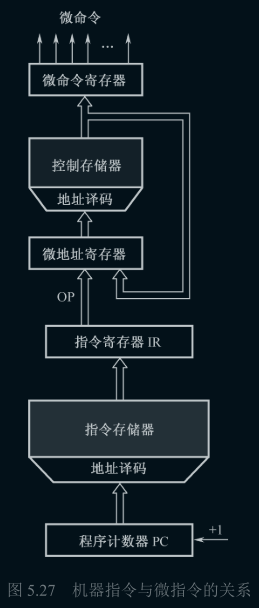 微命令
...
微命令寄存器
控制存储器
地址译码
微地址寄存器
OP
指令寄存器 IR
指令存储器
地址译码
程序计数器 PC
+1
图 5.27 机器指令与微指令的关系